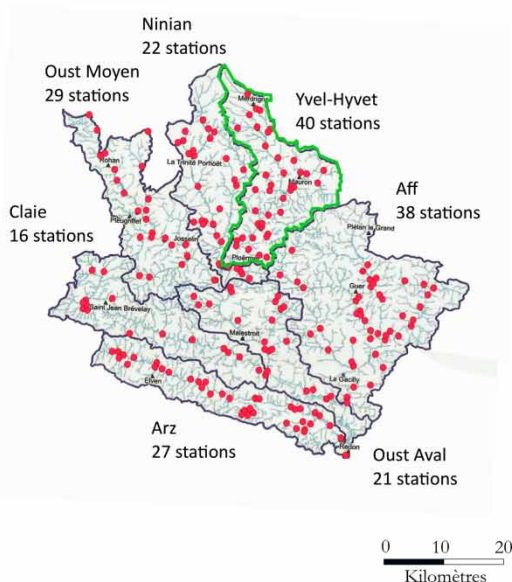 Ninian
22 stations
Oust Moyen
29 stations
Yvel-Hyvet
40 stations
Merdrignac
La Trinité Porhoët
Rohan
Mauron
Aff
38 stations
Claie
16 stations
Pleugriffet
Plélan le Grand
Josselin
Ploërmel
Guer
Saint Jean Brévelay
Malestroit
Elven
La Gacilly
Arz
27 stations
Redon
Oust Aval
21 stations
0 10 20
Kilomètres